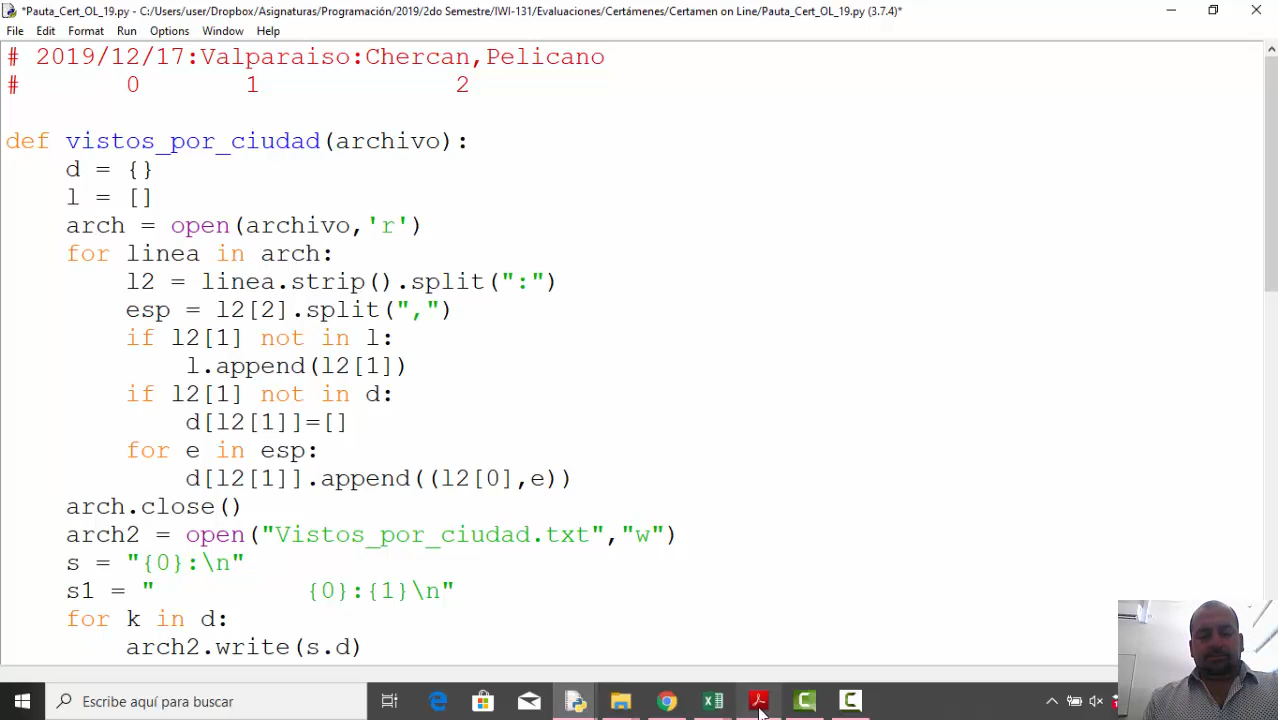 *Pauta_Cert_OL_19.py - C:/Users/user/Dropbox/Asignaturas/Programación/2019/2do Semestre/IWI-131/Evaluaciones/Certámenes/Certamen on Line/Pauta_Cert_OL_19.py (3.7.4)*
File Edit Format Run Options Window Help
# 2019/12/17:Valparaiso:Chercan,Pelicano
# 0 1 2
def vistos_por_ciudad(archivo):
d = {}
l = []
arch = open(archivo,'r')
for linea in arch:
l2 = linea.strip().split(":")
esp = l2[2].split(",")
if l2[1] not in l:
l.append(l2[1])
if l2[1] not in d:
d[l2[1]]=[]
for e in esp:
d[l2[1]].append((l2[0],e))
arch.close()
arch2 = open("Vistos_por_ciudad.txt","w")
s = "{0}:\n"
s1 = " {0}:{1}\n"
for k in d:
arch2.write(s.d)
Escribe aquí para buscar